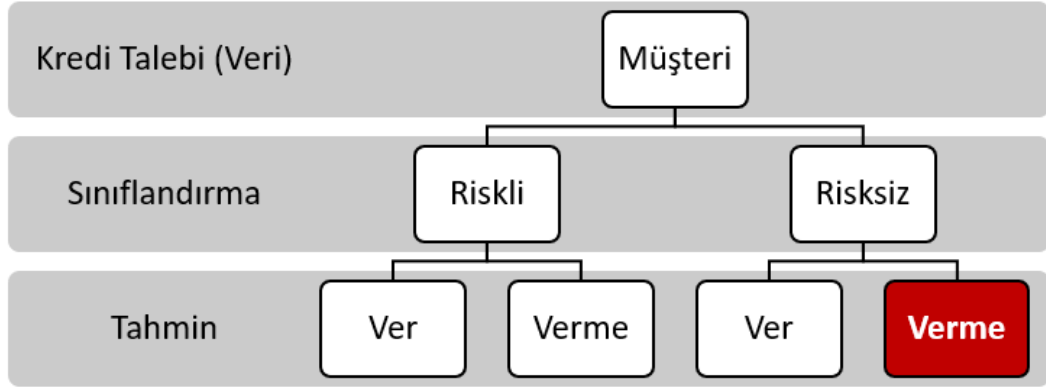 Kredi Talebi (Veri)
Müşteri
Sınıflandırma
Riskli
Risksiz
Tahmin
Ver
Verme
Ver
Verme